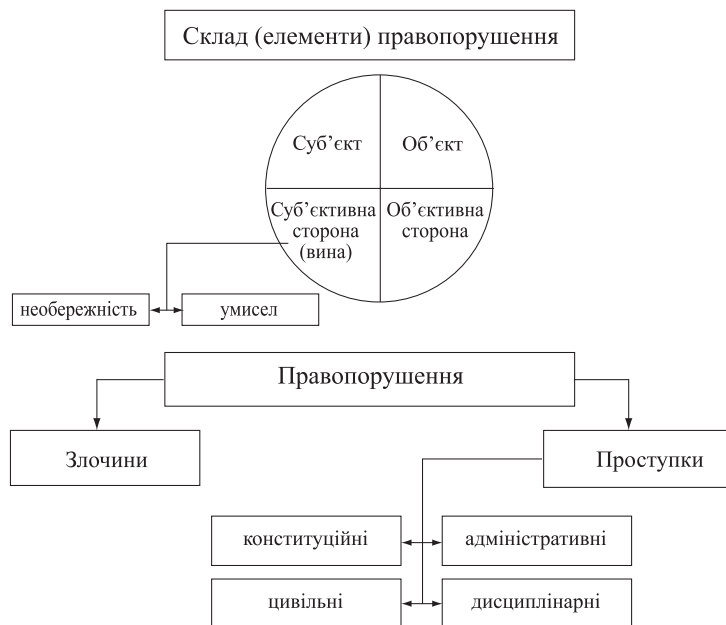 Склад (елементи) правопорушення
Суб’єкт
Об’єкт
Суб’єктивна
сторона
(вина)
Об’єктивна
сторона
необережність
умисел
Правопорушення
Злочини
Проступки
конституційні
адміністративні
цивільні
дисциплінарні